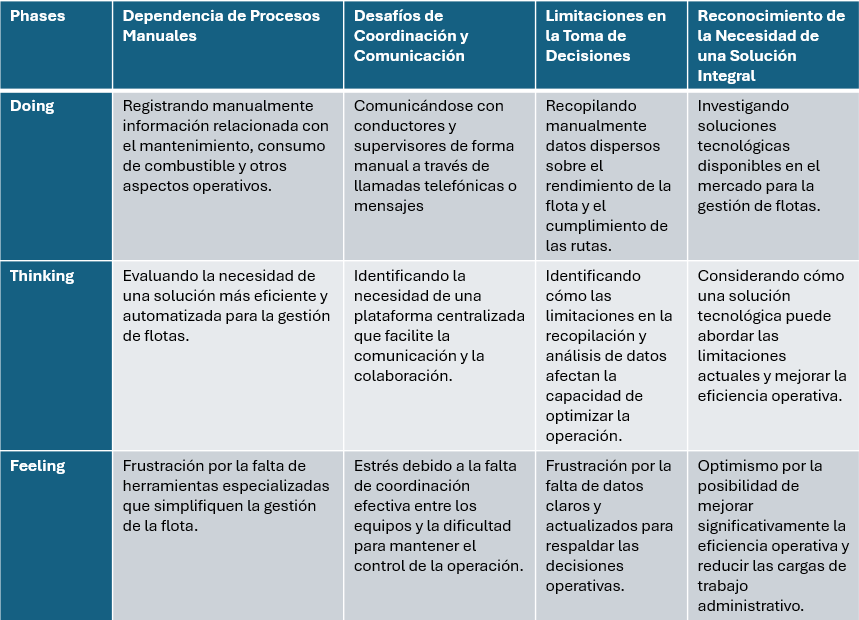 Phases
Dependencia de Procesos
Manuales
Desafíos de
Coordinación y
Comunicación
Limitaciones en
la Toma de
Decisiones
Reconocimiento de
la Necesidad de
una Solución
Integral
Doing
Registrando manualmente
información relacionada con
el mantenimiento, consumo
de combustible y otros
aspectos operativos.
Comunicándose con
conductores y
supervisores de forma
manual a través de
llamadas telefónicas o
mensajes
Recopilando
manualmente
datos dispersos
sobre el
rendimiento de la
flota y el
cumplimiento de
las rutas.
Investigando
soluciones
tecnológicas
disponibles en el
mercado para la
gestión de flotas.
Thinking
Evaluando la necesidad de
una solución más eficiente y
automatizada para la gestión
de flotas.
Identificando la
necesidad de una
plataforma centralizada
que facilite la
comunicación y la
colaboración.
Identificando
cómo las
limitaciones en la
recopilación y
análisis de datos
afectan la
capacidad de
optimizar la
operación.
Considerando cómo
una solución
tecnológica puede
abordar las
limitaciones
actuales y mejorar la
eficiencia operativa.
Feeling
Frustración por la falta de
herramientas especializadas
que simplifiquen la gestión
de la flota.
Estrés debido a la falta
de coordinación
efectiva entre los
equipos y la dificultad
para mantener el
control de la operación.
Frustración por la
falta de datos
claros y
actualizados para
respaldar las
decisiones
operativas.
Optimismo por la
posibilidad de
mejorar
significativamente la
eficiencia operativa y
reducir las cargas de
trabajo
administrativo.